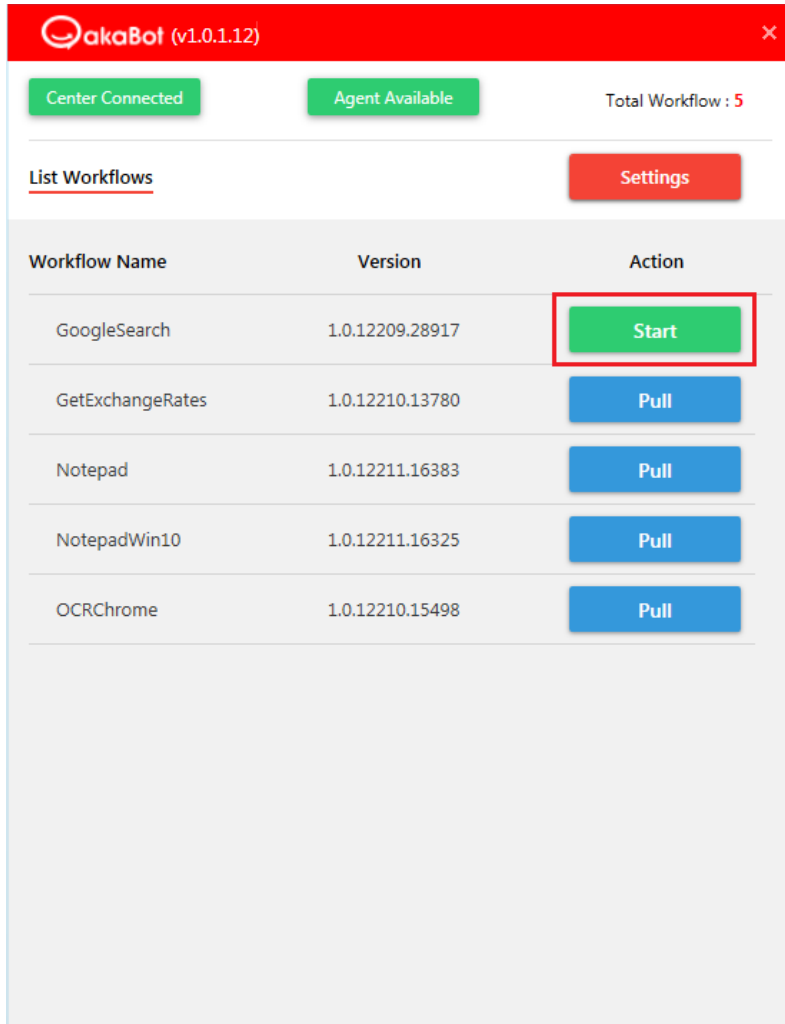 akaBot (v1.0.1.12)
Center Connected Agent Available Total Workflow : 5
List Workflows Settings
Workflow Name Version Action
GoogleSearch 1.0.12209.28917 Start
GetExchangeRates 1.0.12210.13780 Pull
Notepad 1.0.12211.16383 Pull
NotepadWin10 1.0.12211.16325 Pull
OCRChrome 1.0.12210.15498 Pull